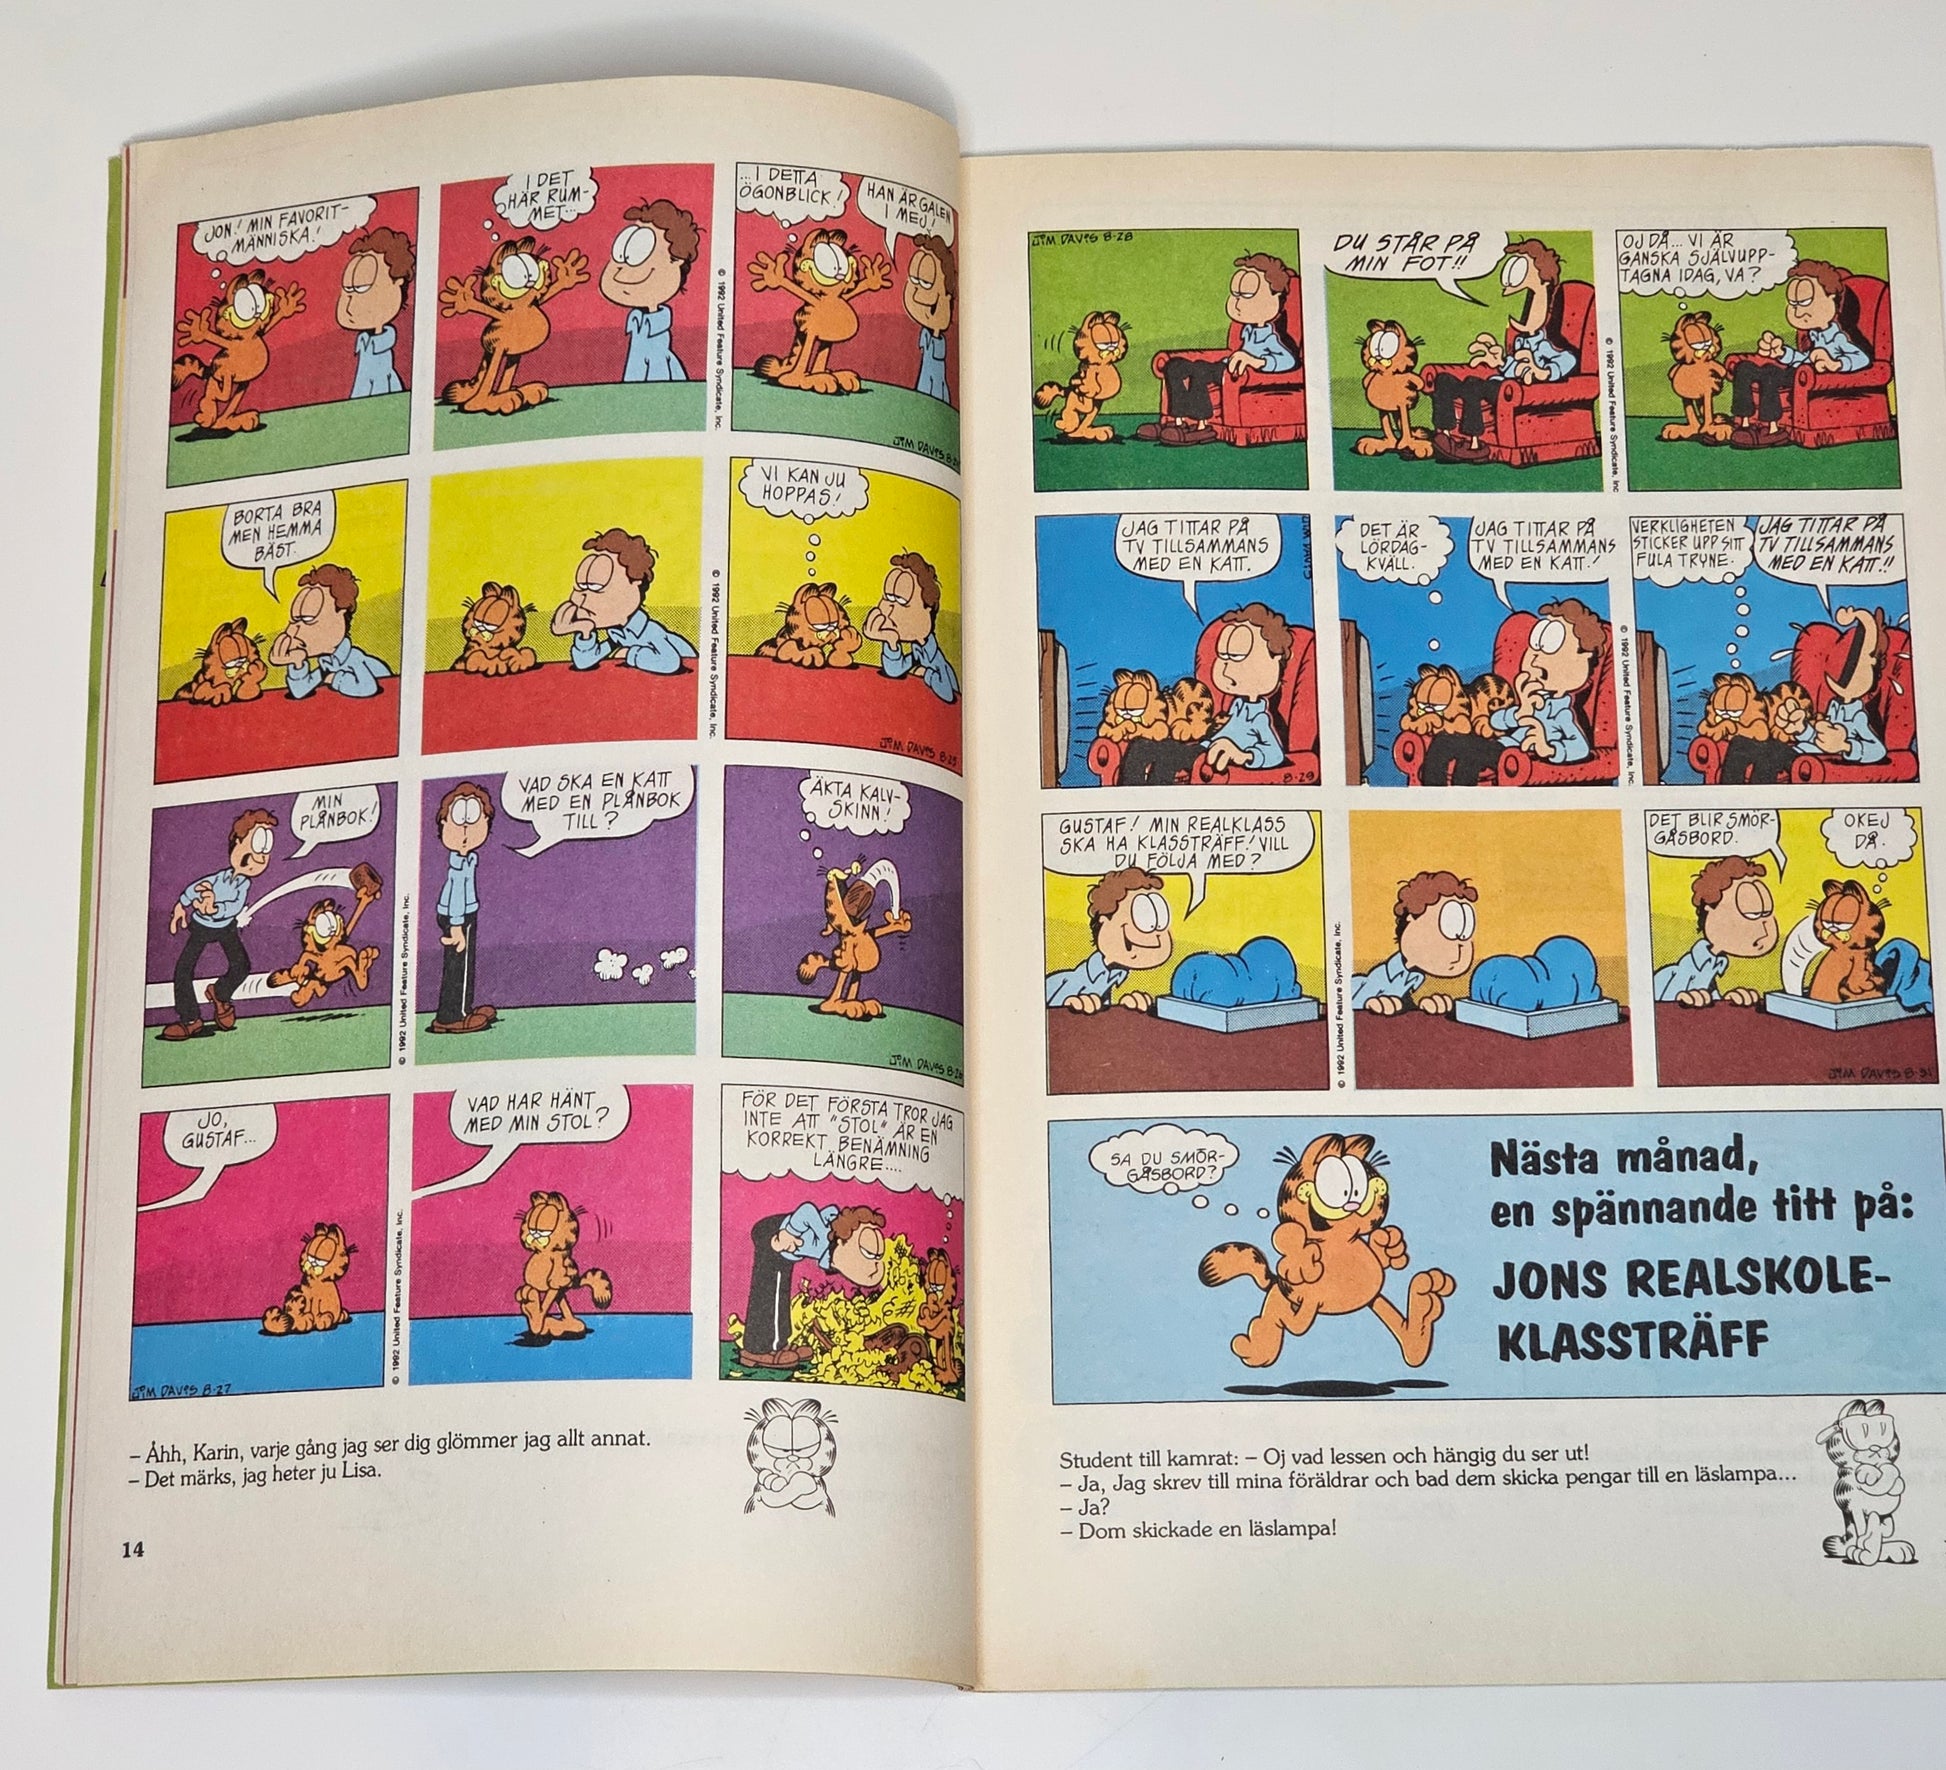 JON! MIN FAVORIT-
MÄNNISKA!
I DET
HÄR RUM-
MET...
© 1992 United Feature Syndicate, Inc.
...I DETTA
ÖGONBLICK!
HAN ÄR GALEN
I MEJ!
JIM DAVIS
BORTA BRA
MEN HEMMA
BÄST.
© 1992 United Feature Syndicate, Inc.
VI KAN JU
HOPPAS!
JIM DAVIS 8-25
MIN
PLÅNBOK!
© 1992 United Feature Syndicate, Inc.
VAD SKA EN KATT
MED EN PLÅNBOK
TILL?
ÄKTA KALV-
SKINN!
JIM DAVIS 8-26
JO,
GUSTAF...
JIM DAVIS 8-27
© 1992 United Feature Syndicate, Inc.
VAD HAR HÄNT
MED MIN STOL?
FÖR DET FÖRSTA TROR JAG
INTE ATT "STOL" ÄR EN
KORREKT BENÄMNING
LÄNGRE....
– Åhh, Karin, varje gång jag ser dig glömmer jag allt annat.
– Det märks, jag heter ju Lisa.
14
JIM DAVIS 8-28
DU STÅR PÅ
MIN FOT!!
© 1992 United Feature Syndicate, Inc.
OJ DÅ... VI ÄR
GANSKA SJÄLVUPP-
TAGNA IDAG, VA?
JAG TITTAR PÅ
TV TILLSAMMANS
MED EN KATT.
JIM DAVIS
8-29
DET ÄR
LÖRDAG-
KVÄLL.
JAG TITTAR PÅ
TV TILLSAMMANS
MED EN KATT!
© 1992 United Feature Syndicate, Inc.
VERKLIGHETEN
STICKER UPP SITT
FULA TRYNE.
JAG TITTAR PÅ
TV TILLSAMMANS
MED EN KATT!!
GUSTAF! MIN REALKLASS
SKA HA KLASSTRÄFF! VILL
DU FÖLJA MED?
© 1992 United Feature Syndicate, Inc.
DET BLIR SMÖR-
GÅSBORD.
OKEJ
DÅ.
JIM DAVIS 8-31
SA DU SMÖR-
GÅSBORD?
Nästa månad,
en spännande titt på:
JONS REALSKOLE-
KLASSTRÄFF
Student till kamrat: – Oj vad lessen och hängig du ser ut!
– Ja, Jag skrev till mina föräldrar och bad dem skicka pengar till en läslampa...
– Ja?
– Dom skickade en läslampa!